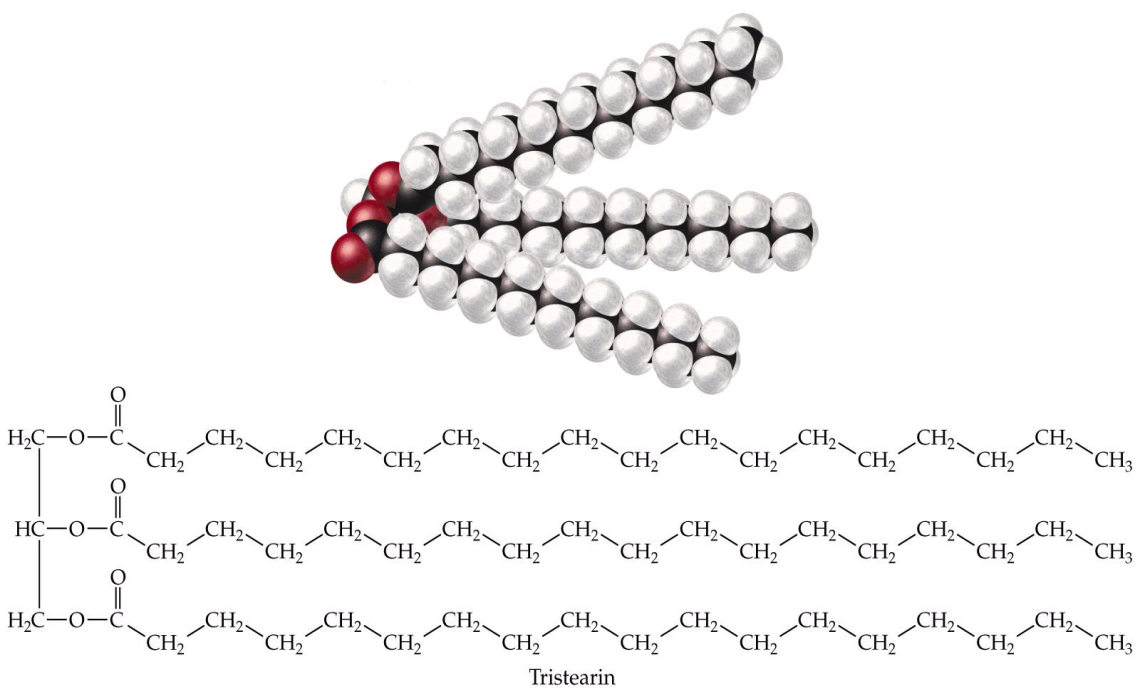 O
H₂C—O—C CH₂ CH₂ CH₂ CH₂ CH₂ CH₂ CH₂ CH₂
CH₂ CH₂ CH₂ CH₂ CH₂ CH₂ CH₂ CH₂ CH₃
O
HC—O—C CH₂ CH₂ CH₂ CH₂ CH₂ CH₂ CH₂ CH₂
CH₂ CH₂ CH₂ CH₂ CH₂ CH₂ CH₂ CH₂ CH₃
O
H₂C—O—C CH₂ CH₂ CH₂ CH₂ CH₂ CH₂ CH₂ CH₂
CH₂ CH₂ CH₂ CH₂ CH₂ CH₂ CH₂ CH₂ CH₃
Tristearin